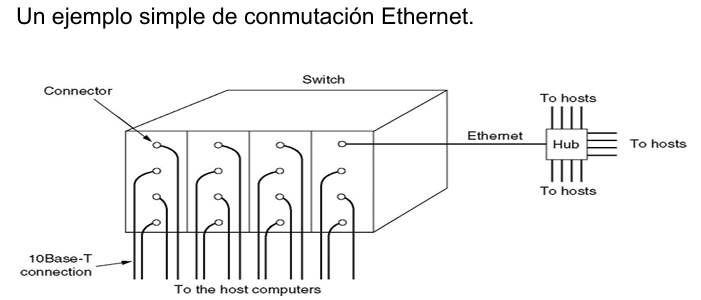 Un ejemplo simple de conmutación Ethernet.
Switch
Connector
To hosts
Ethernet
Hub
To hosts
To hosts
10Base-T
connection
To the host computers